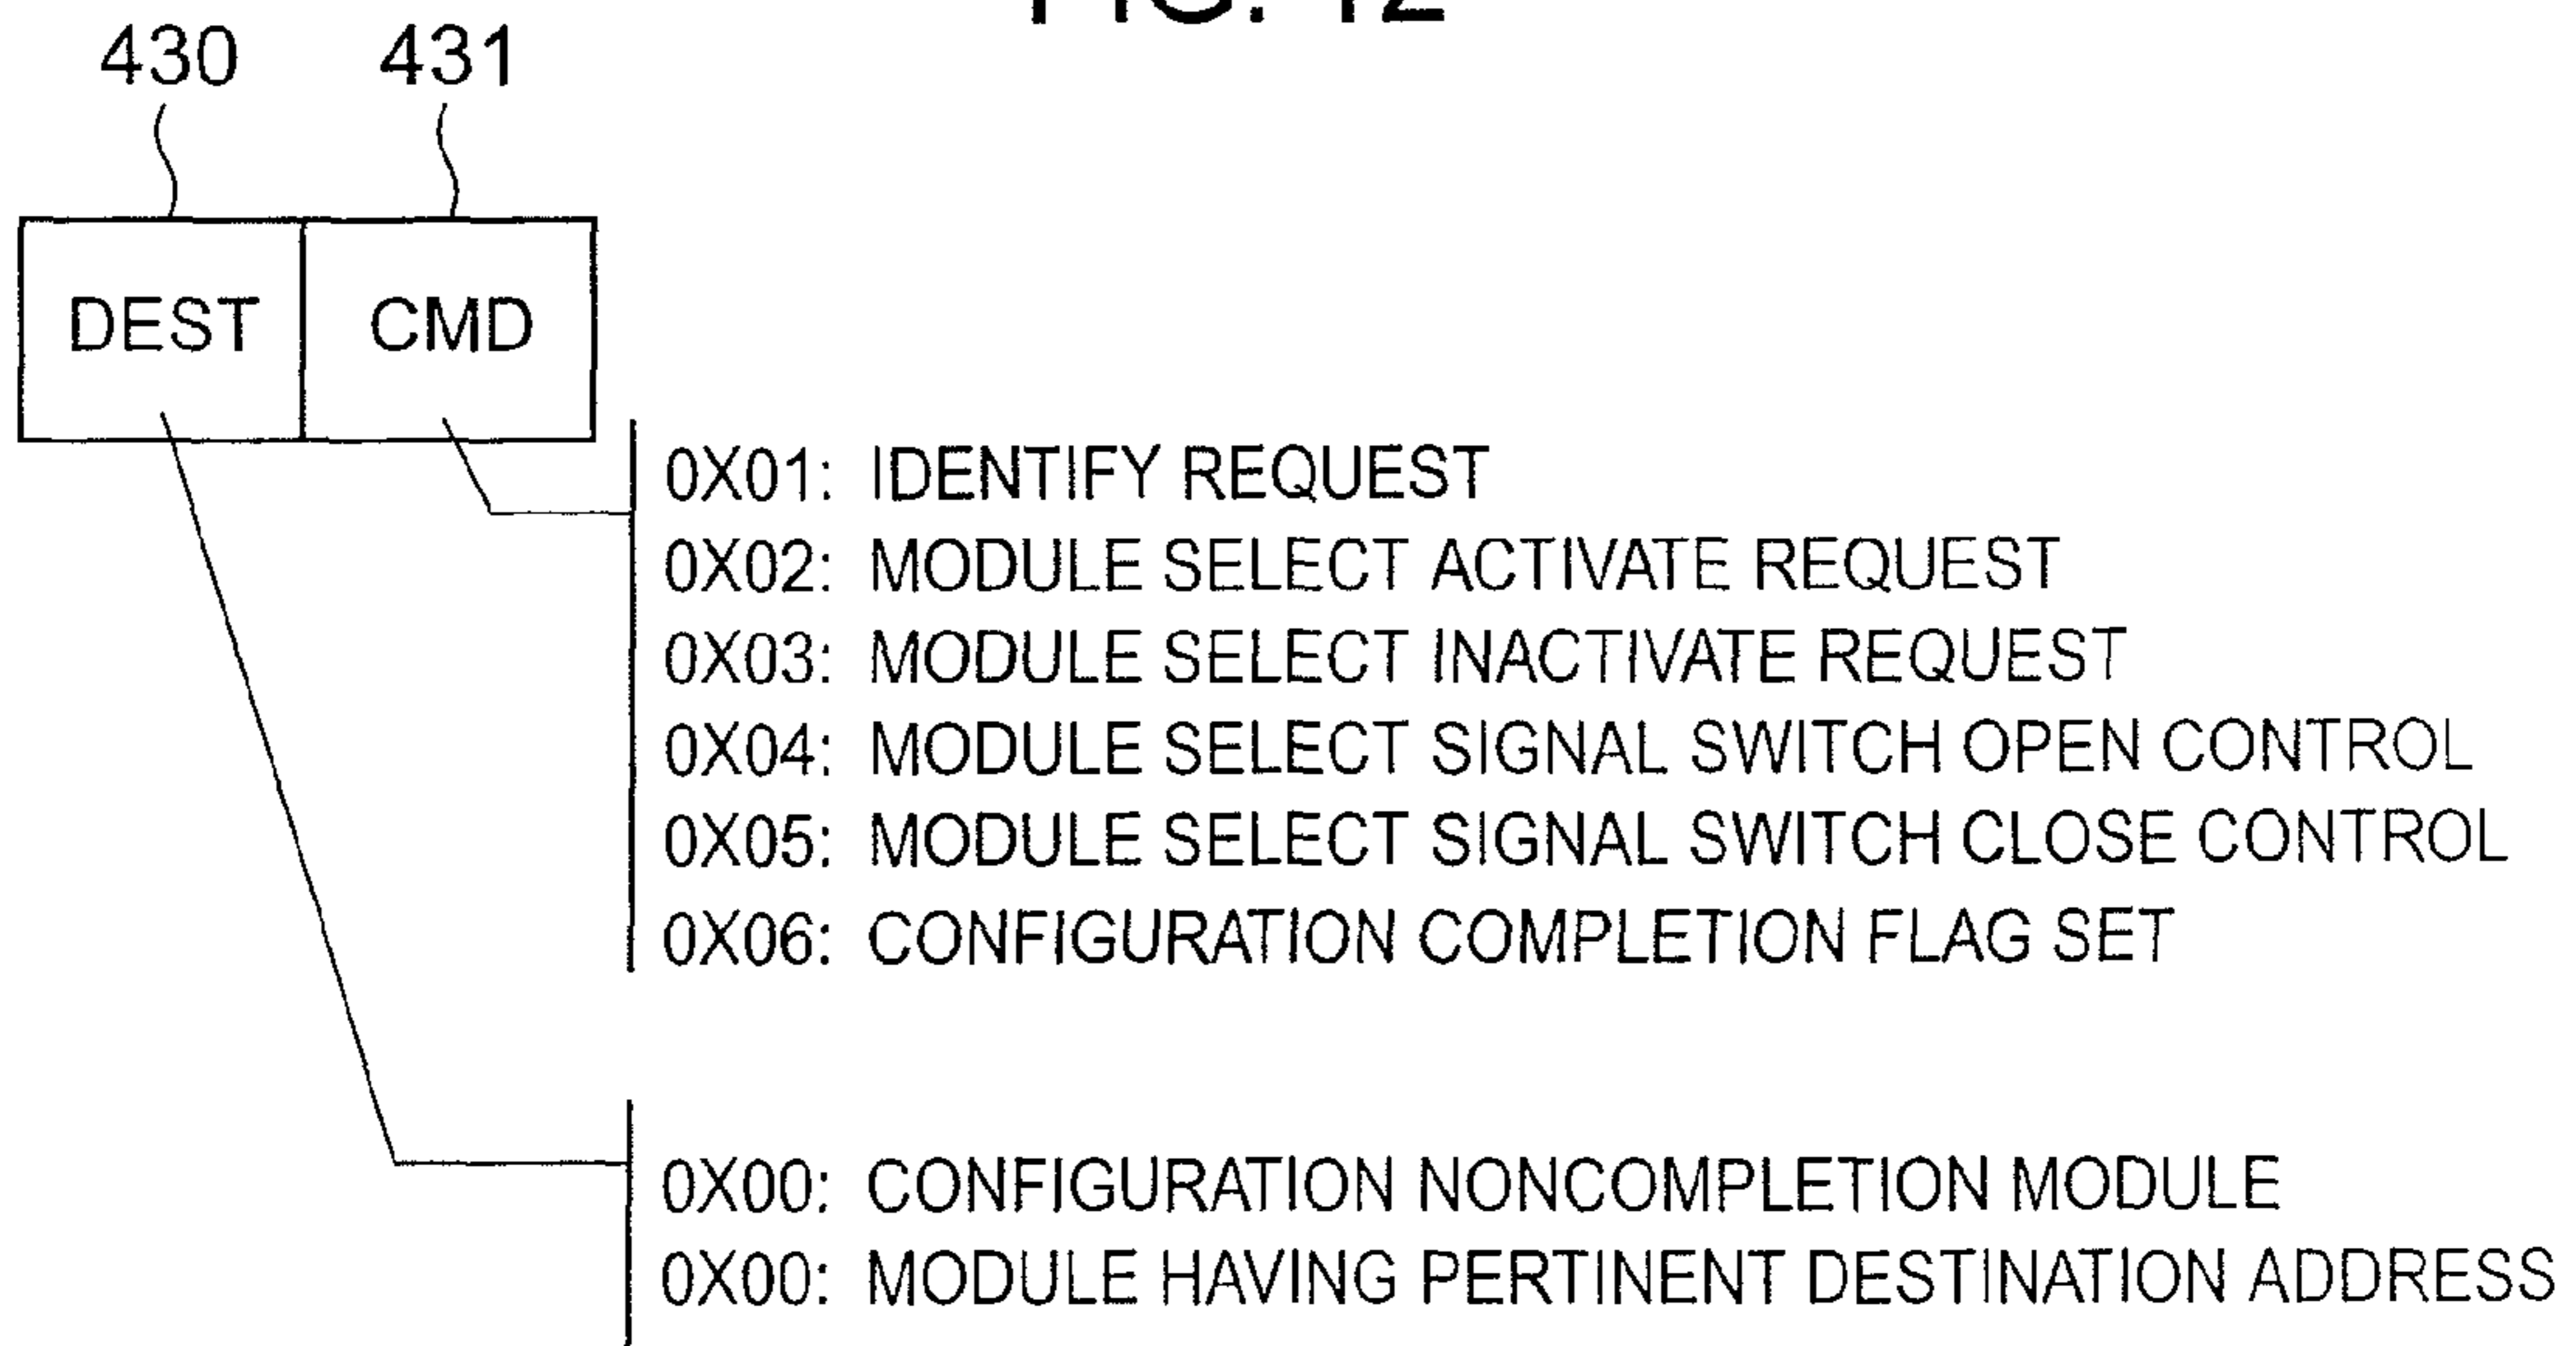 FIG. 12
430 431
DEST CMD
0X01: IDENTIFY REQUEST
0X02: MODULE SELECT ACTIVATE REQUEST
0X03: MODULE SELECT INACTIVATE REQUEST
0X04: MODULE SELECT SIGNAL SWITCH OPEN CONTROL
0X05: MODULE SELECT SIGNAL SWITCH CLOSE CONTROL
0X06: CONFIGURATION COMPLETION FLAG SET
0X00: CONFIGURATION NONCOMPLETION MODULE
0X00: MODULE HAVING PERTINENT DESTINATION ADDRESS